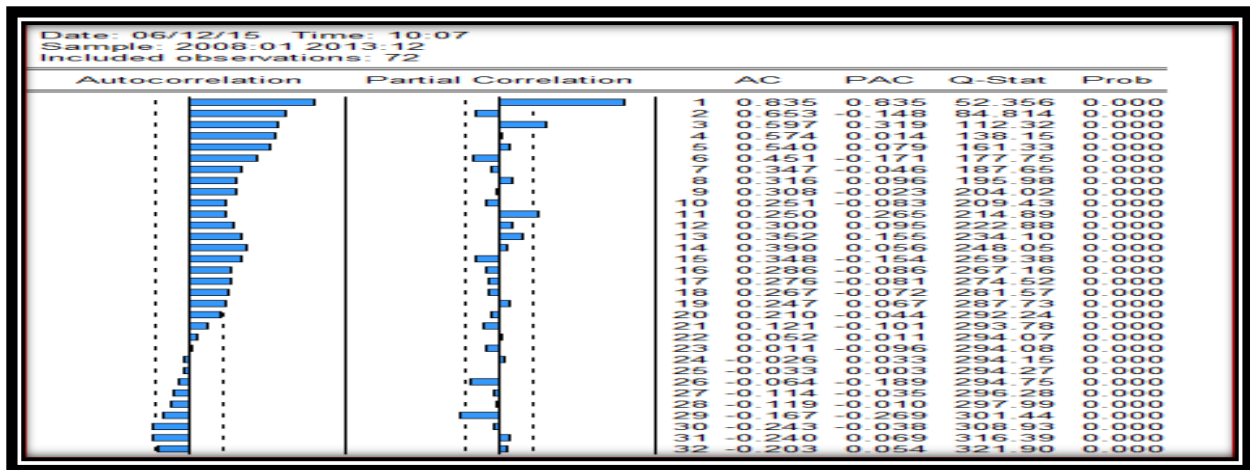 Date: 06/12/15 Time: 10:07
Sample: 2008:01 2013:12
Included observations: 72
Autocorrelation Partial Correlation AC PAC Q-Stat Prob
1 0.835 0.835 52.356 0.000
2 0.653 -0.148 84.814 0.000
3 0.597 0.319 112.32 0.000
4 0.574 0.014 138.15 0.000
5 0.540 0.079 161.33 0.000
6 0.451 -0.171 177.75 0.000
7 0.347 -0.046 187.65 0.000
8 0.316 0.096 195.98 0.000
9 0.308 -0.023 204.02 0.000
10 0.251 -0.083 209.43 0.000
11 0.250 0.265 214.89 0.000
12 0.300 0.095 222.88 0.000
13 0.352 0.155 234.10 0.000
14 0.390 0.056 248.05 0.000
15 0.348 -0.154 259.38 0.000
16 0.286 -0.086 267.16 0.000
17 0.276 -0.081 274.52 0.000
18 0.267 -0.072 281.57 0.000
19 0.247 0.067 287.73 0.000
20 0.210 -0.044 292.24 0.000
21 0.121 -0.101 293.78 0.000
22 0.052 0.011 294.07 0.000
23 0.011 -0.096 294.08 0.000
24 -0.026 0.033 294.15 0.000
25 -0.033 0.003 294.27 0.000
26 -0.064 -0.189 294.75 0.000
27 -0.114 -0.035 296.28 0.000
28 -0.119 -0.010 297.99 0.000
29 -0.167 -0.269 301.44 0.000
30 -0.243 -0.038 308.93 0.000
31 -0.240 0.069 316.39 0.000
32 -0.203 0.054 321.90 0.000